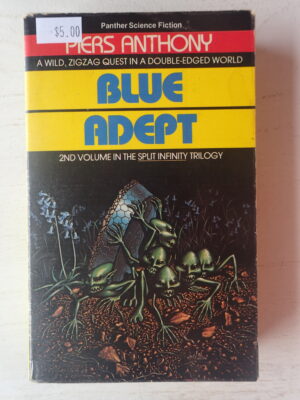 Panther Science Fiction
$5.00
PIERS ANTHONY
A WILD, ZIGZAG QUEST IN A DOUBLE-EDGED WORLD
BLUE
ADEPT
2ND VOLUME IN THE SPLIT INFINITY TRILOGY